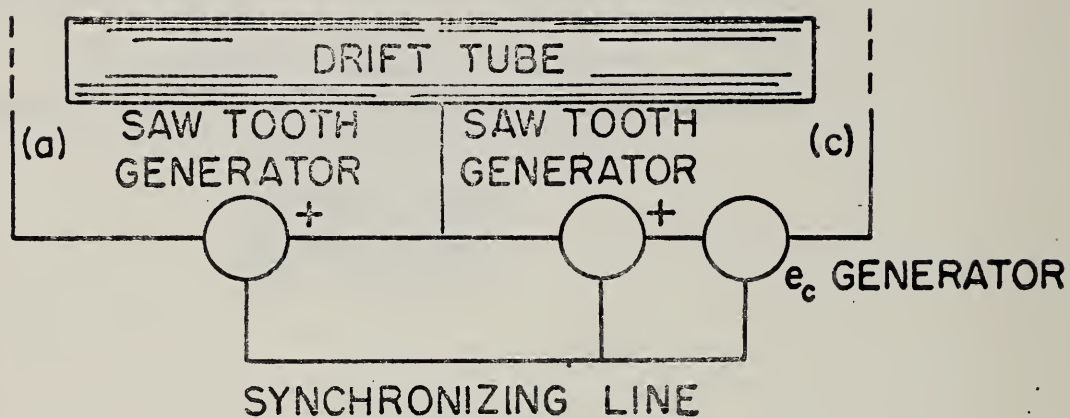 DRIFT TUBE
(a)
SAW TOOTH
GENERATOR
+
SAW TOOTH
GENERATOR
+
(c)
e_c GENERATOR
SYNCHRONIZING LINE